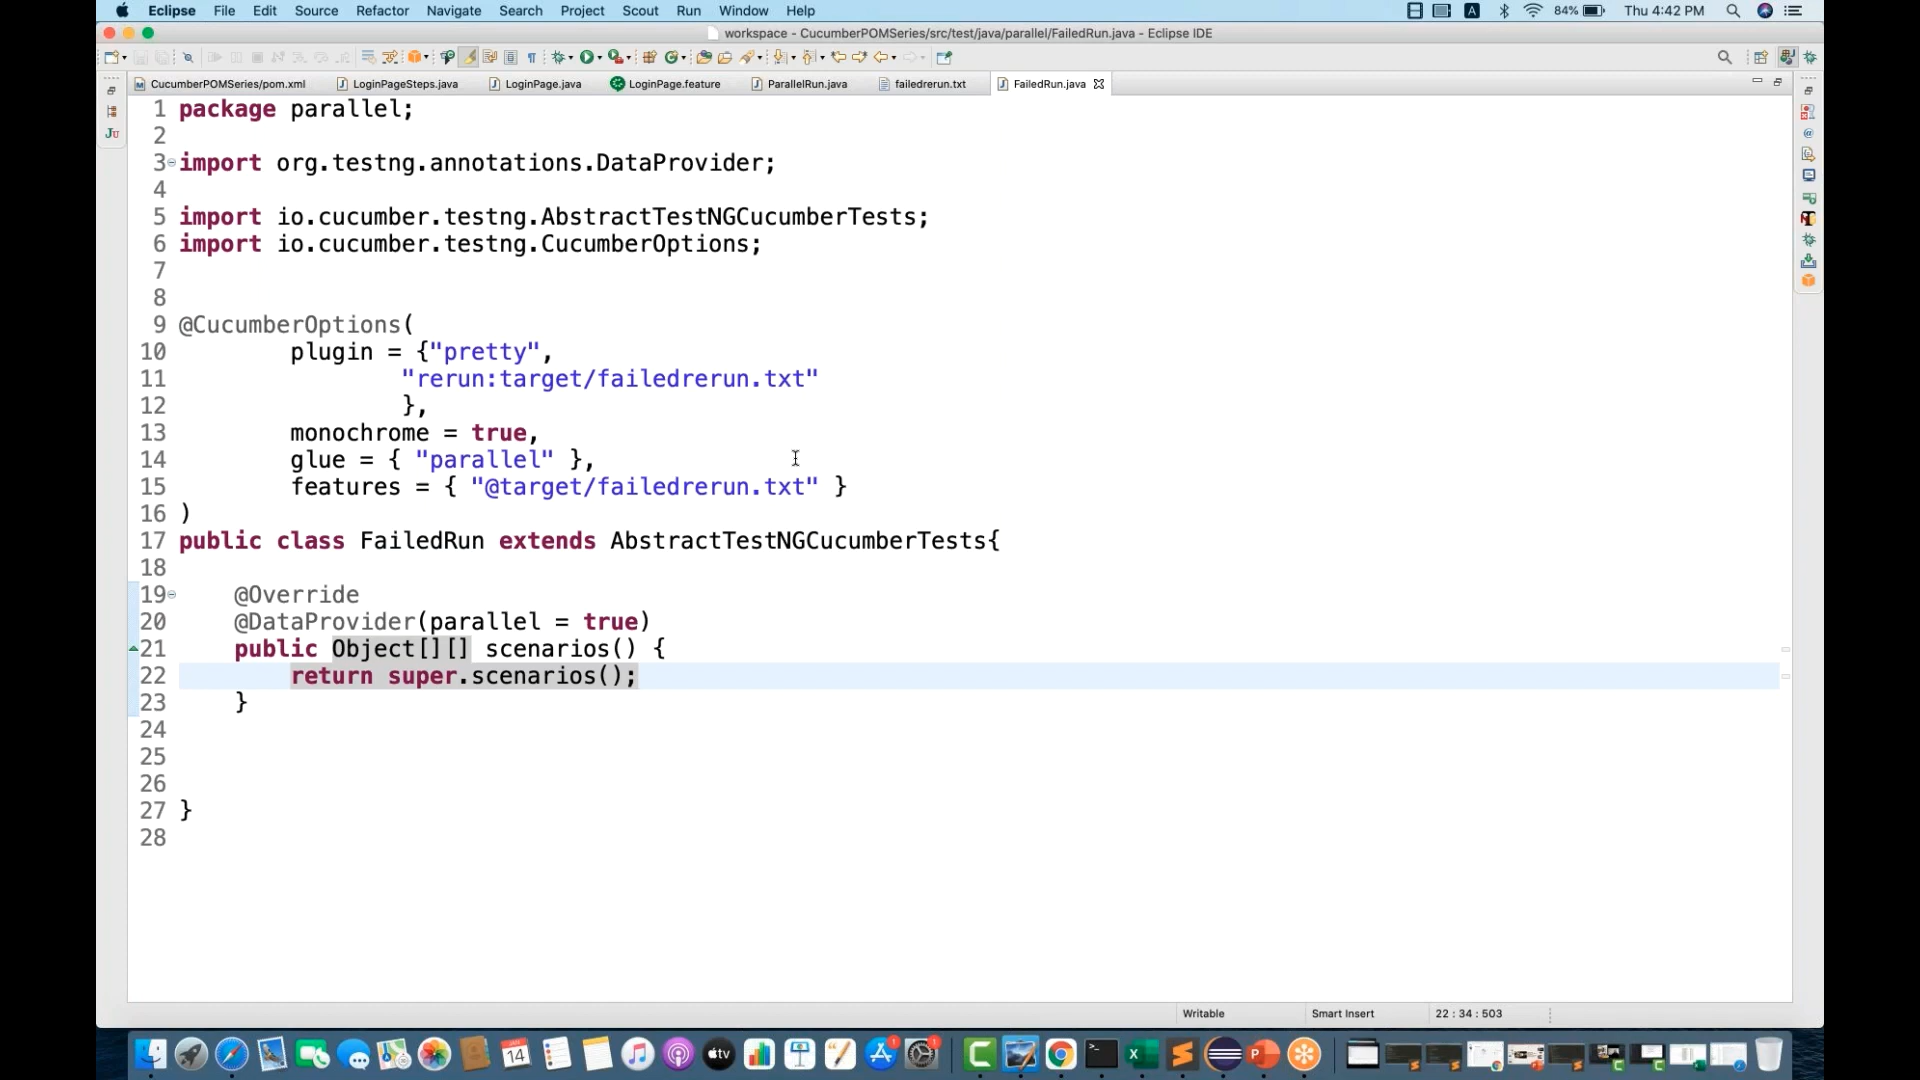 Eclipse File Edit Source Refactor Navigate Search Project Scout Run Window Help A 84% Thu 4:42 PM
workspace - CucumberPOMSeries/src/test/java/parallel/FailedRun.java - Eclipse IDE
CucumberPOMSeries/pom.xml LoginPageSteps.java LoginPage.java LoginPage.feature ParallelRun.java failedrerun.txt FailedRun.java
1 package parallel;
2
3 import org.testng.annotations.DataProvider;
4
5 import io.cucumber.testng.AbstractTestNGCucumberTests;
6 import io.cucumber.testng.CucumberOptions;
7
8
9 @CucumberOptions(
10 plugin = {"pretty",
11 "rerun:target/failedrerun.txt"
12 },
13 monochrome = true,
14 glue = { "parallel" },
15 features = { "@target/failedrerun.txt" }
16 )
17 public class FailedRun extends AbstractTestNGCucumberTests{
18
19 @Override
20 @DataProvider(parallel = true)
21 public Object[][] scenarios() {
22 return super.scenarios();
23 }
24
25
26
27 }
28
Writable Smart Insert 22 : 34 : 503
14 tv